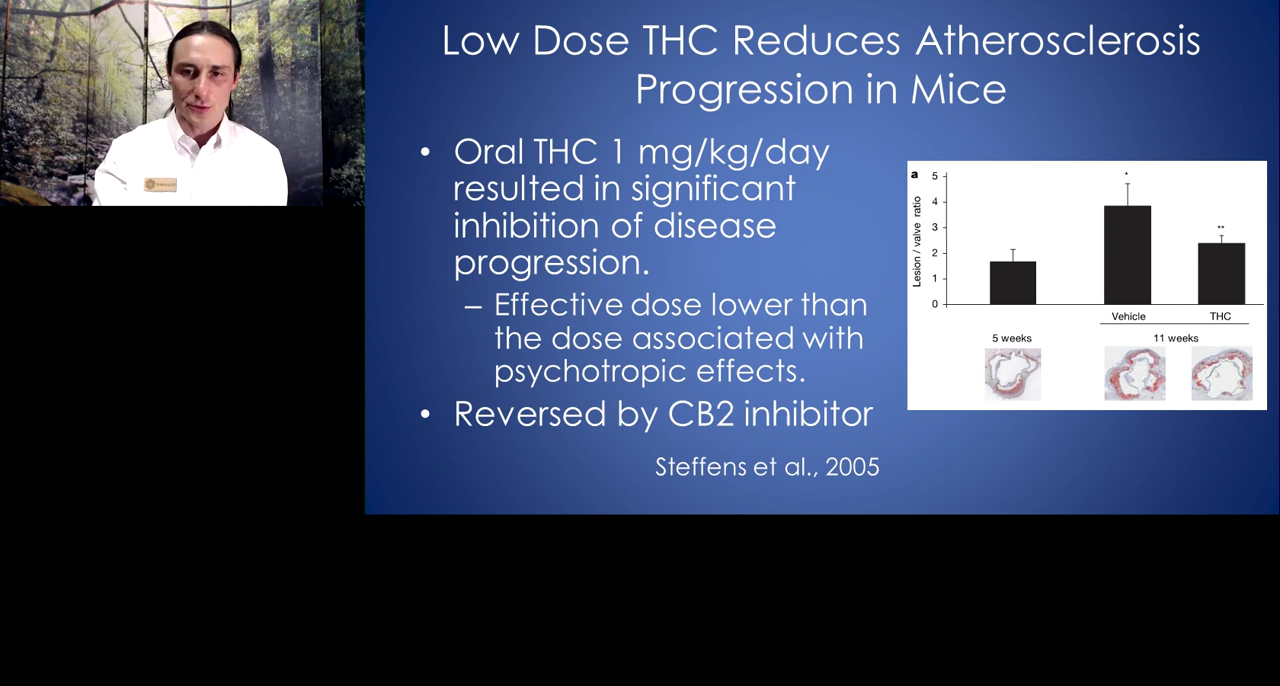 Low Dose THC Reduces Atherosclerosis
Progression in Mice
• Oral THC 1 mg/kg/day
resulted in significant
inhibition of disease
progression.
– Effective dose lower than
the dose associated with
psychotropic effects.
• Reversed by CB2 inhibitor
Steffens et al., 2005
a
Lesion / valve ratio
5
4
3
2
1
0
*
**
Vehicle THC
5 weeks 11 weeks